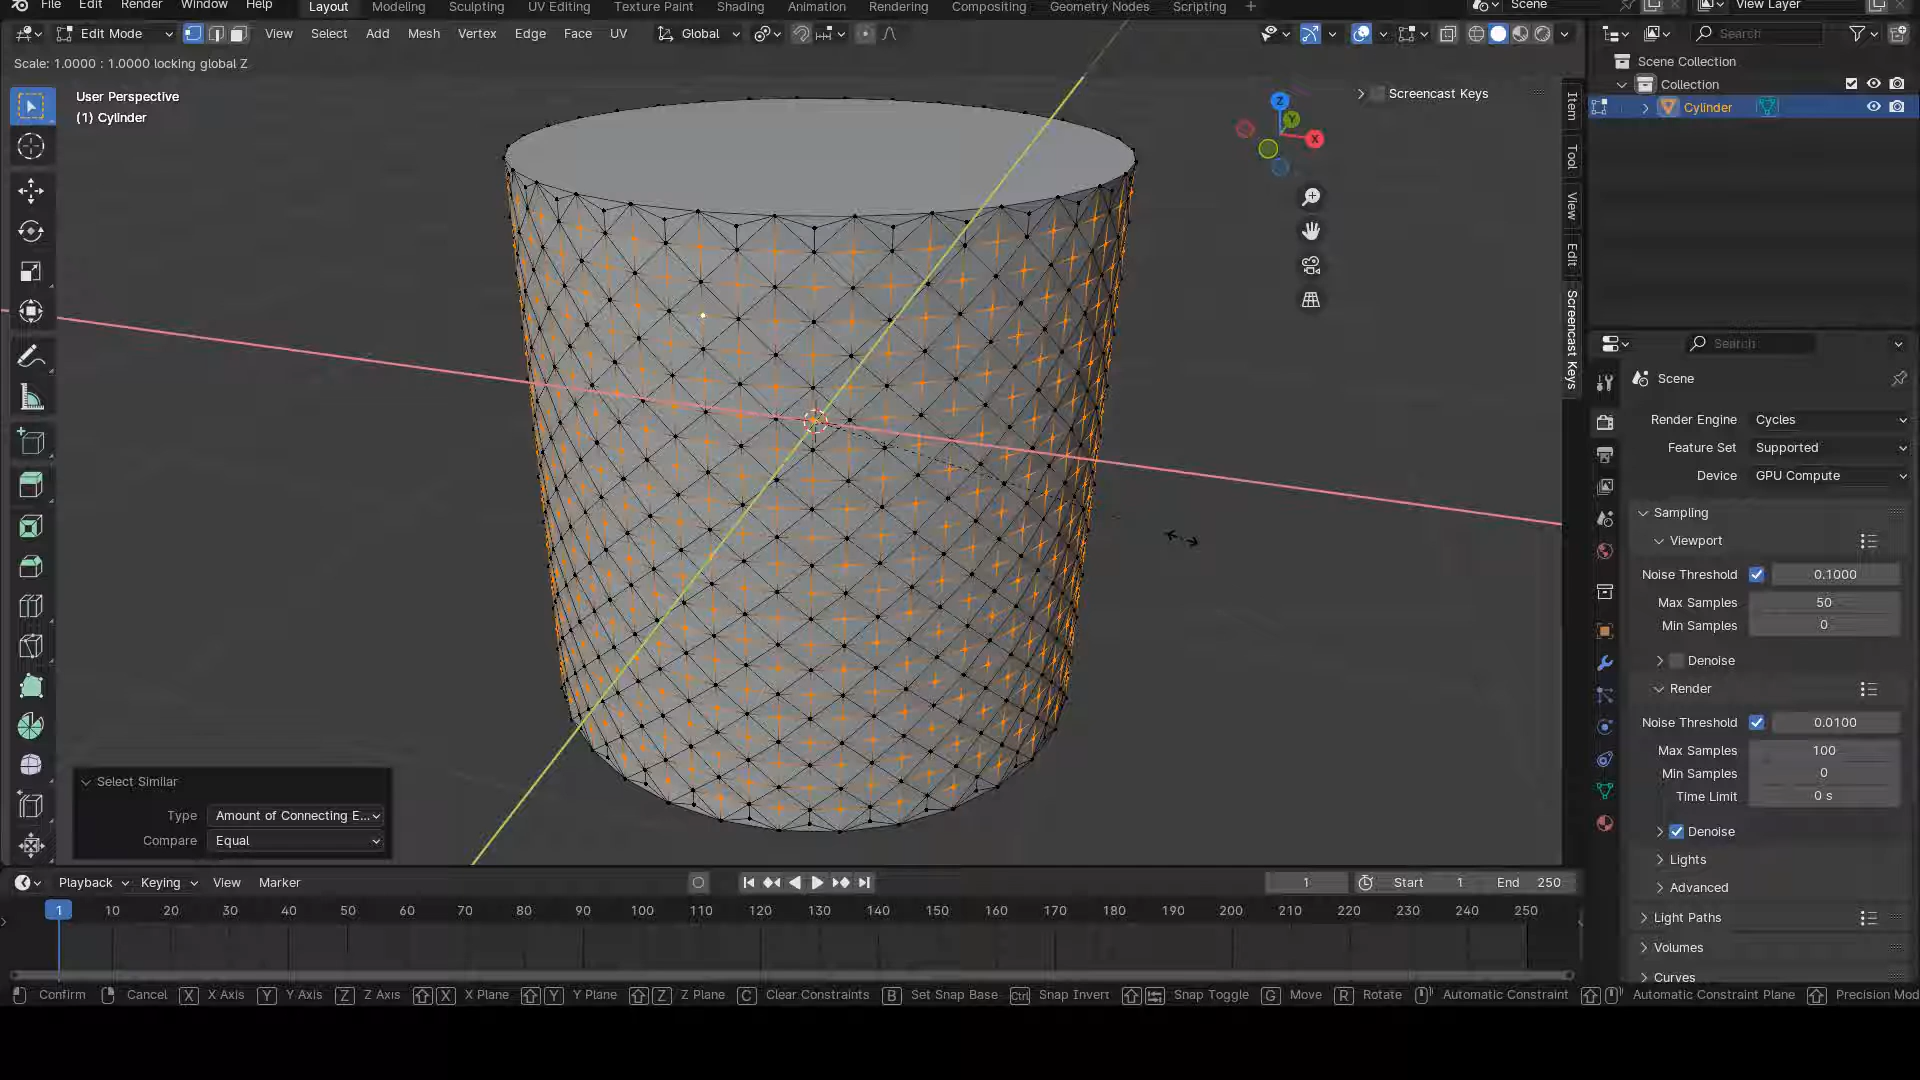 File Edit Render Window Help Layout Modeling Sculpting UV Editing Texture Paint Shading Animation Rendering Compositing Geometry Nodes Scripting + Scene View Layer
Edit Mode View Select Add Mesh Vertex Edge Face UV Global Search
Scale: 1.0000 : 1.0000 locking global Z
Scene Collection
Collection
Cylinder
User Perspective
(1) Cylinder
Screencast Keys
Z
Y
X
Item
Tool
View
Edit
Screencast Keys
Search
Scene
Render Engine Cycles
Feature Set Supported
Device GPU Compute
Sampling
Viewport
Noise Threshold 0.1000
Max Samples 50
Min Samples 0
Denoise
Render
Noise Threshold 0.0100
Max Samples 100
Min Samples 0
Time Limit 0 s
Denoise
Lights
Advanced
Light Paths
Volumes
Curves
Select Similar
Type Amount of Connecting E...
Compare Equal
Playback Keying View Marker 1 Start 1 End 250
1 10 20 30 40 50 60 70 80 90 100 110 120 130 140 150 160 170 180 190 200 210 220 230 240 250
Confirm Cancel X X Axis Y Y Axis Z Z Axis X X Plane Y Y Plane Z Z Plane C Clear Constraints B Set Snap Base Ctrl Snap Invert Snap Toggle G Move R Rotate Automatic Constraint Automatic Constraint Plane Precision Mod